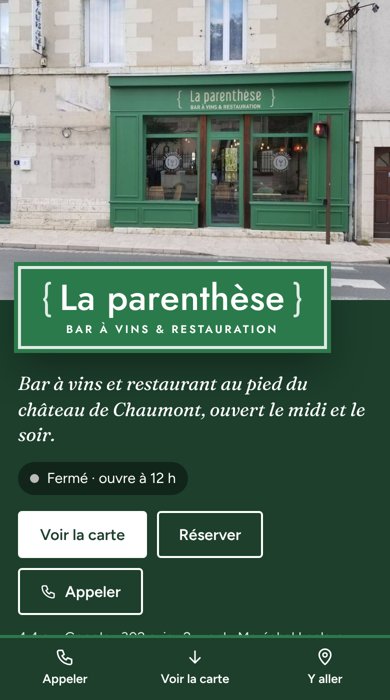 { La parenthèse }
BAR À VINS & RESTAURATION
{ La parenthèse }
BAR À VINS & RESTAURATION
Bar à vins et restaurant au pied du
château de Chaumont, ouvert le midi et le
soir.
Fermé · ouvre à 12 h
Voir la carte
Réserver
Appeler
Appeler
Voir la carte
Y aller